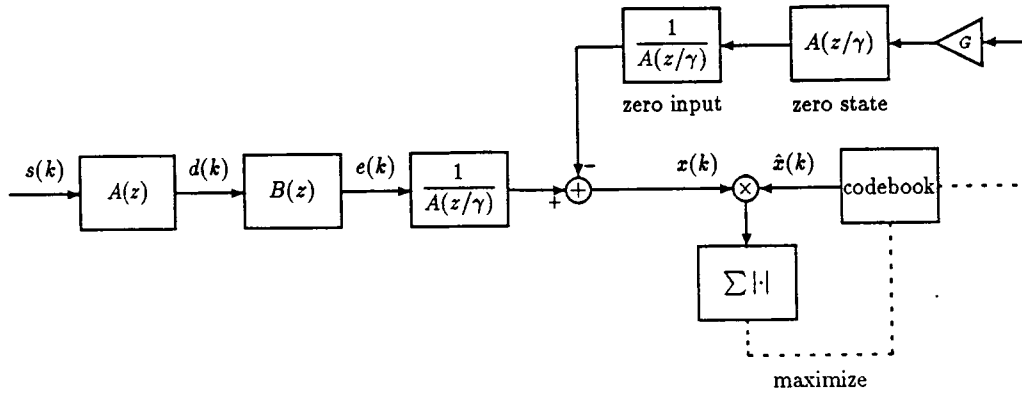 1
A(z/γ)
A(z/γ)
G
zero input
zero state
s(k)
A(z)
d(k)
B(z)
e(k)
1
A(z/γ)
−
+
+
x(k)
×
x̂(k)
codebook
∑ |·|
maximize